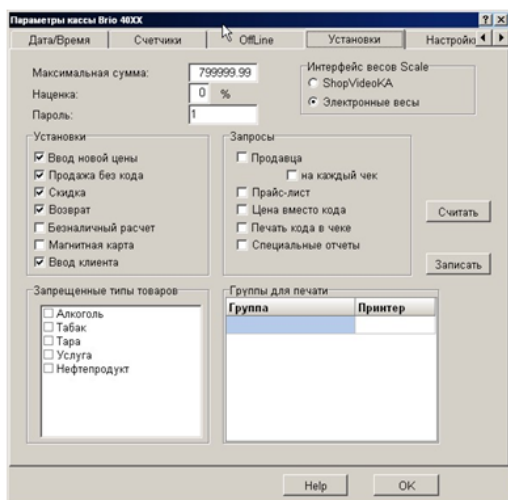 Параметры кассы Brio 40XX
Дата/Время Счетчики OffLine Установки Настройк
Максимальная сумма: 799999.99
Наценка: 0 %
Пароль: 1
Интерфейс весов Scale
ShopVideoKA
Электронные весы
Установки
Ввод новой цены
Продажа без кода
Скидка
Возврат
Безналичный расчет
Магнитная карта
Ввод клиента
Запросы
Продавца
на каждый чек
Прайс-лист
Цена вместо кода
Печать кода в чеке
Специальные отчеты
Считать
Записать
Запрещенные типы товаров
Алкоголь
Табак
Тара
Услуга
Нефтепродукт
Группы для печати
Группа Принтер
Help OK